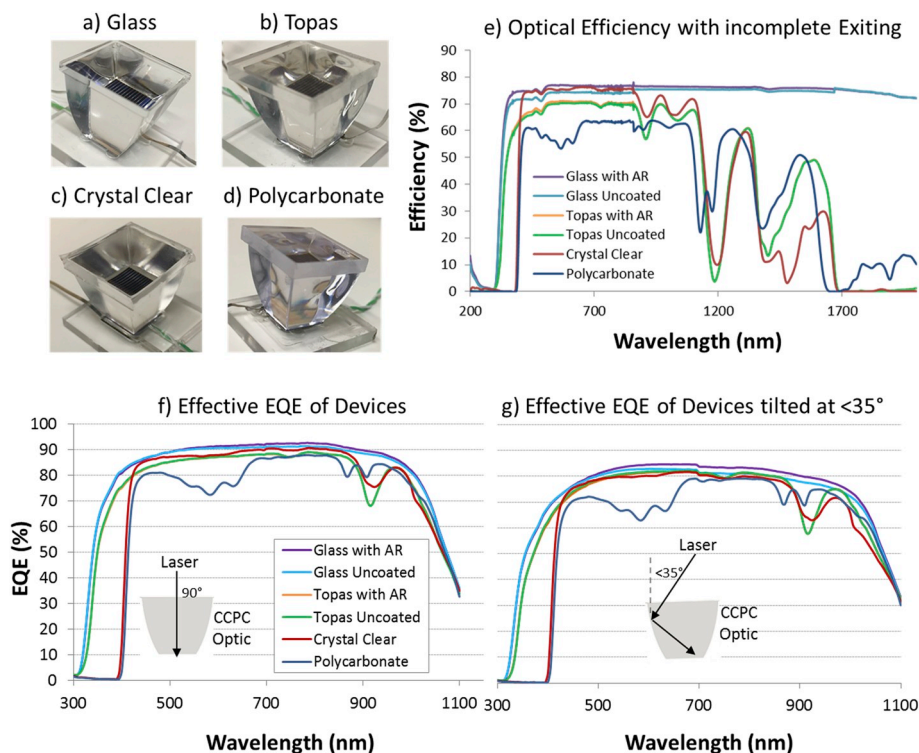 a) Glass
b) Topas
c) Crystal Clear
d) Polycarbonate
e) Optical Efficiency with incomplete Exiting
Efficiency (%)
90
80
70
60
50
40
30
20
10
0
Glass with AR
Glass Uncoated
Topas with AR
Topas Uncoated
Crystal Clear
Polycarbonate
200
700
1200
1700
Wavelength (nm)
f) Effective EQE of Devices
EQE (%)
100
90
80
70
60
50
40
30
20
10
0
Laser
90°
CCPC
Optic
Glass with AR
Glass Uncoated
Topas with AR
Topas Uncoated
Crystal Clear
Polycarbonate
300
500
700
900
1100
Wavelength (nm)
g) Effective EQE of Devices tilted at <35°
Laser
<35°
CCPC
Optic
300
500
700
900
1100
Wavelength (nm)